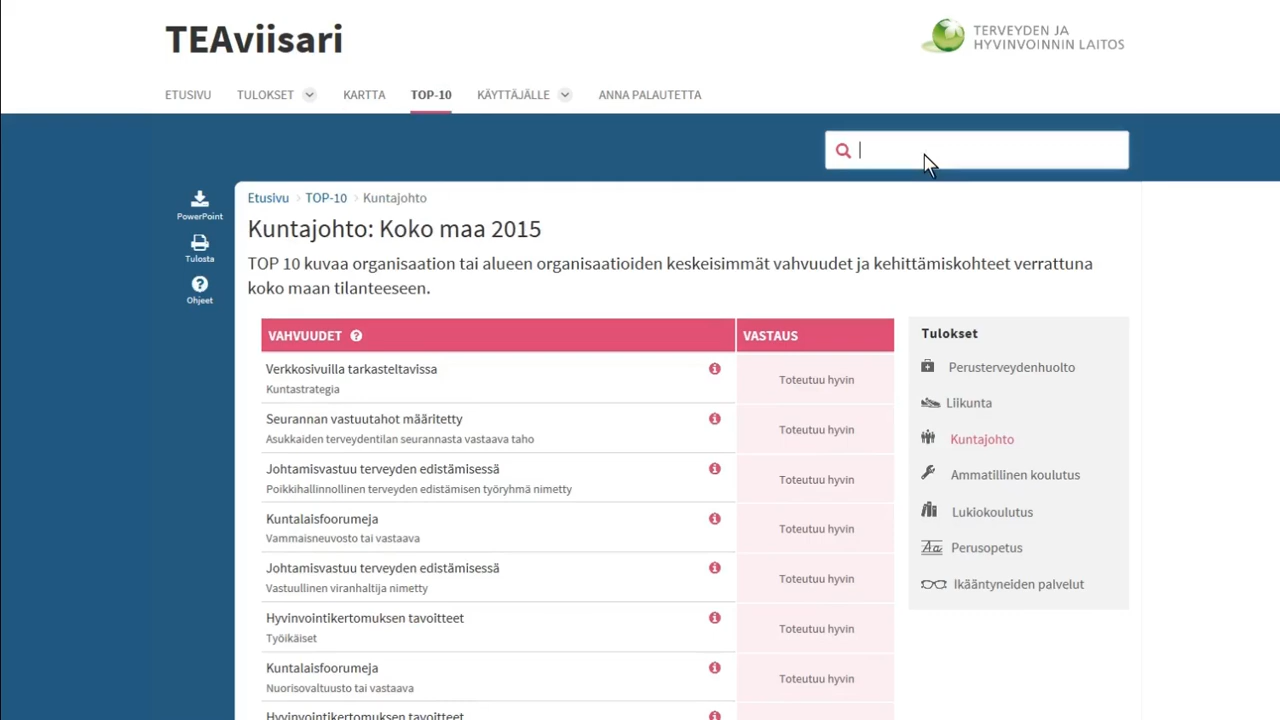 TEAviisari
TERVEYDEN JA
HYVINVOINNIN LAITOS
ETUSIVU TULOKSET KARTTA TOP-10 KÄYTTÄJÄLLE ANNA PALAUTETTA
PowerPoint
Tulosta
Ohjeet
Etusivu > TOP-10 > Kuntajohto
Kuntajohto: Koko maa 2015
TOP 10 kuvaa organisaation tai alueen organisaatioiden keskeisimmät vahvuudet ja kehittämiskohteet verrattuna
koko maan tilanteeseen.
VAHVUUDET VASTAUS
Verkkosivuilla tarkasteltavissa
Kuntastrategia
Toteutuu hyvin
Seurannan vastuutahot määritetty
Asukkaiden terveydentilan seurannasta vastaava taho
Toteutuu hyvin
Johtamisvastuu terveyden edistämisessä
Poikkihallinnollinen terveyden edistämisen työryhmä nimetty
Toteutuu hyvin
Kuntalaisfoorumeja
Vammaisneuvosto tai vastaava
Toteutuu hyvin
Johtamisvastuu terveyden edistämisessä
Vastuullinen viranhaltija nimetty
Toteutuu hyvin
Hyvinvointikertomuksen tavoitteet
Työikäiset
Toteutuu hyvin
Kuntalaisfoorumeja
Nuorisovaltuusto tai vastaava
Toteutuu hyvin
Hyvinvointikertomuksen tavoitteet
Tulokset
Perusterveydenhuolto
Liikunta
Kuntajohto
Ammatillinen koulutus
Lukiokoulutus
Perusopetus
Ikääntyneiden palvelut